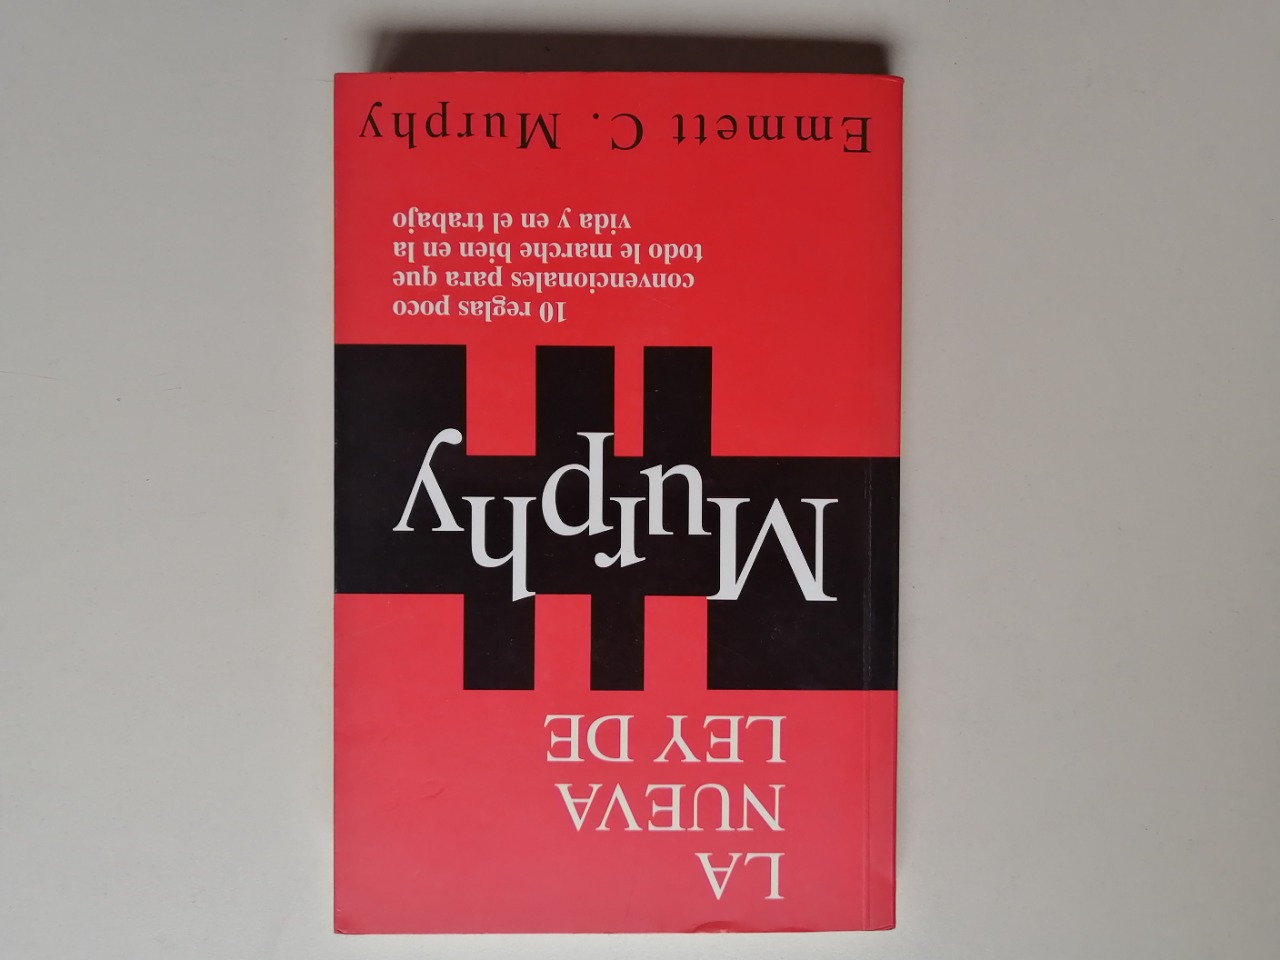 LA
NUEVA
LEY DE
Murphy
10 reglas poco
convencionales para que
todo le marche bien en la
vida y en el trabajo
Emmett C. Murphy